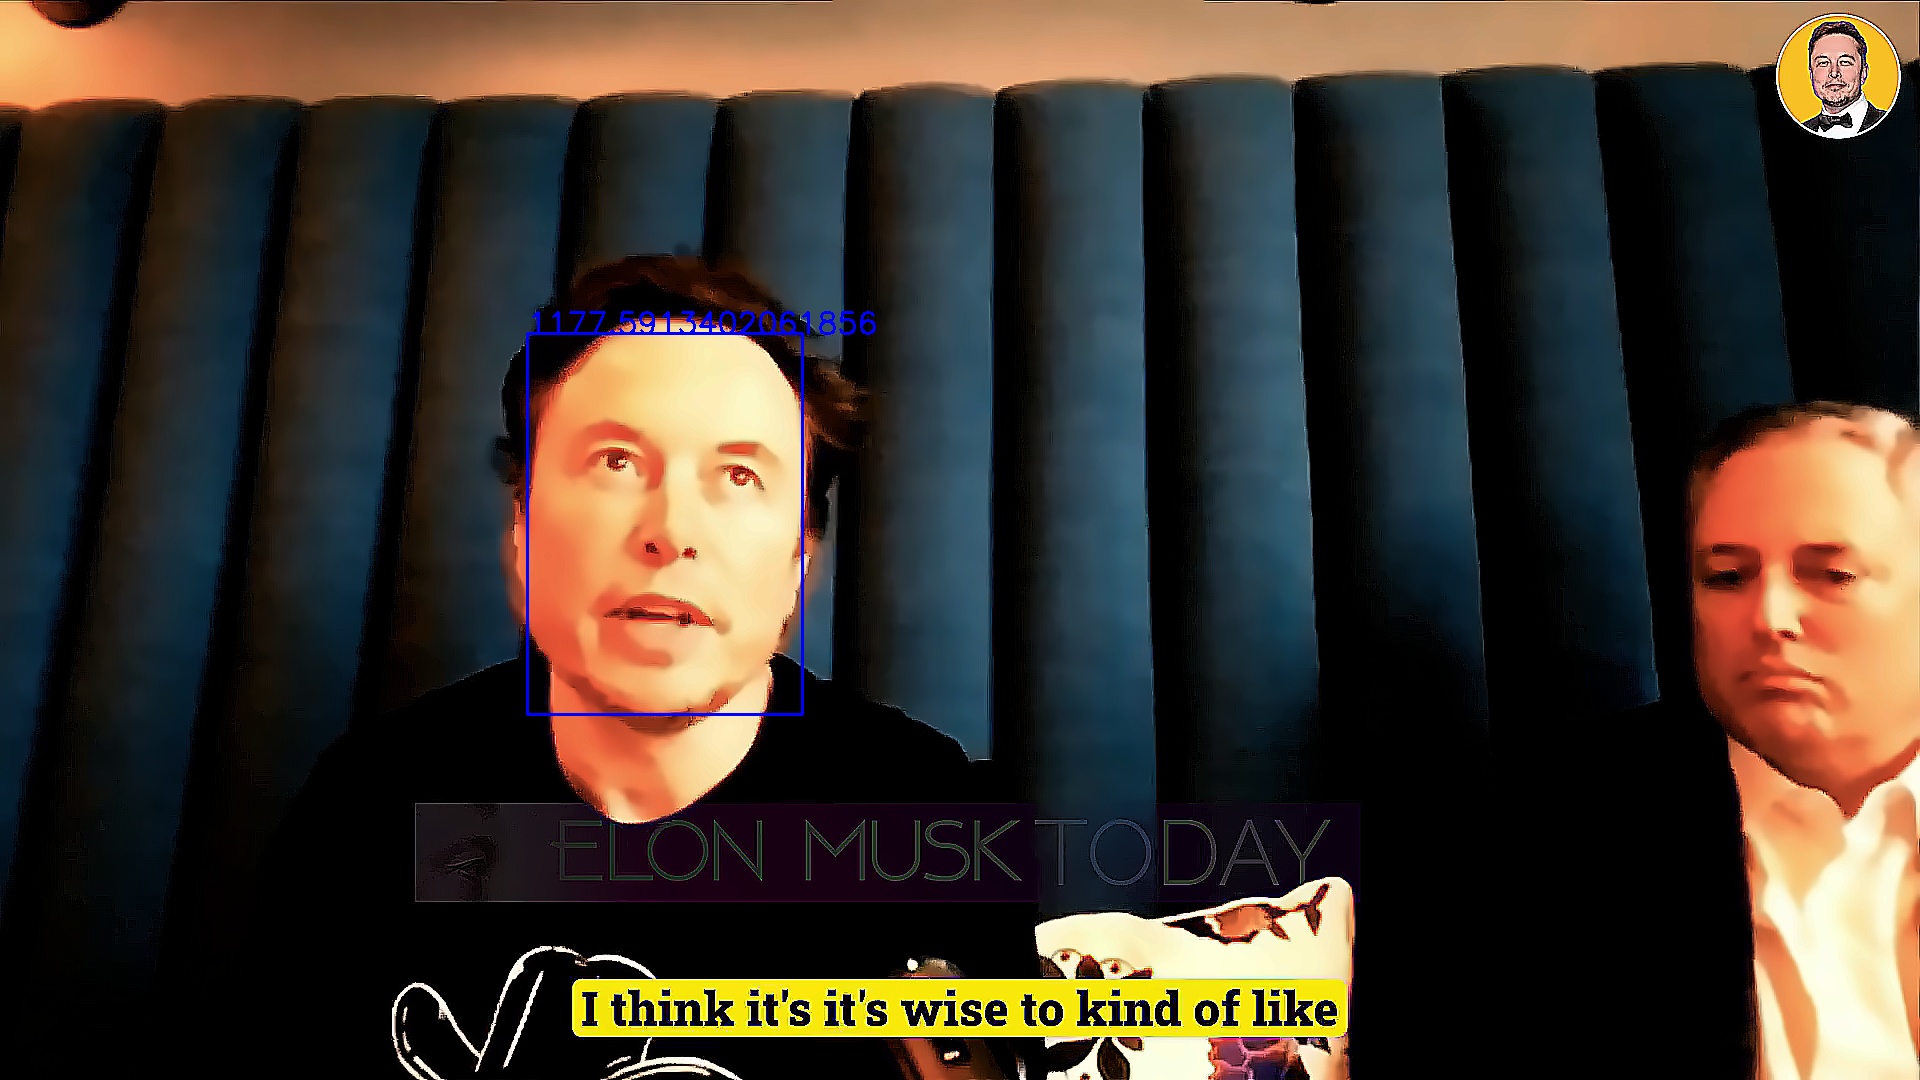 1177.5913402061856
ELON MUSK TODAY
I think it's it's wise to kind of like